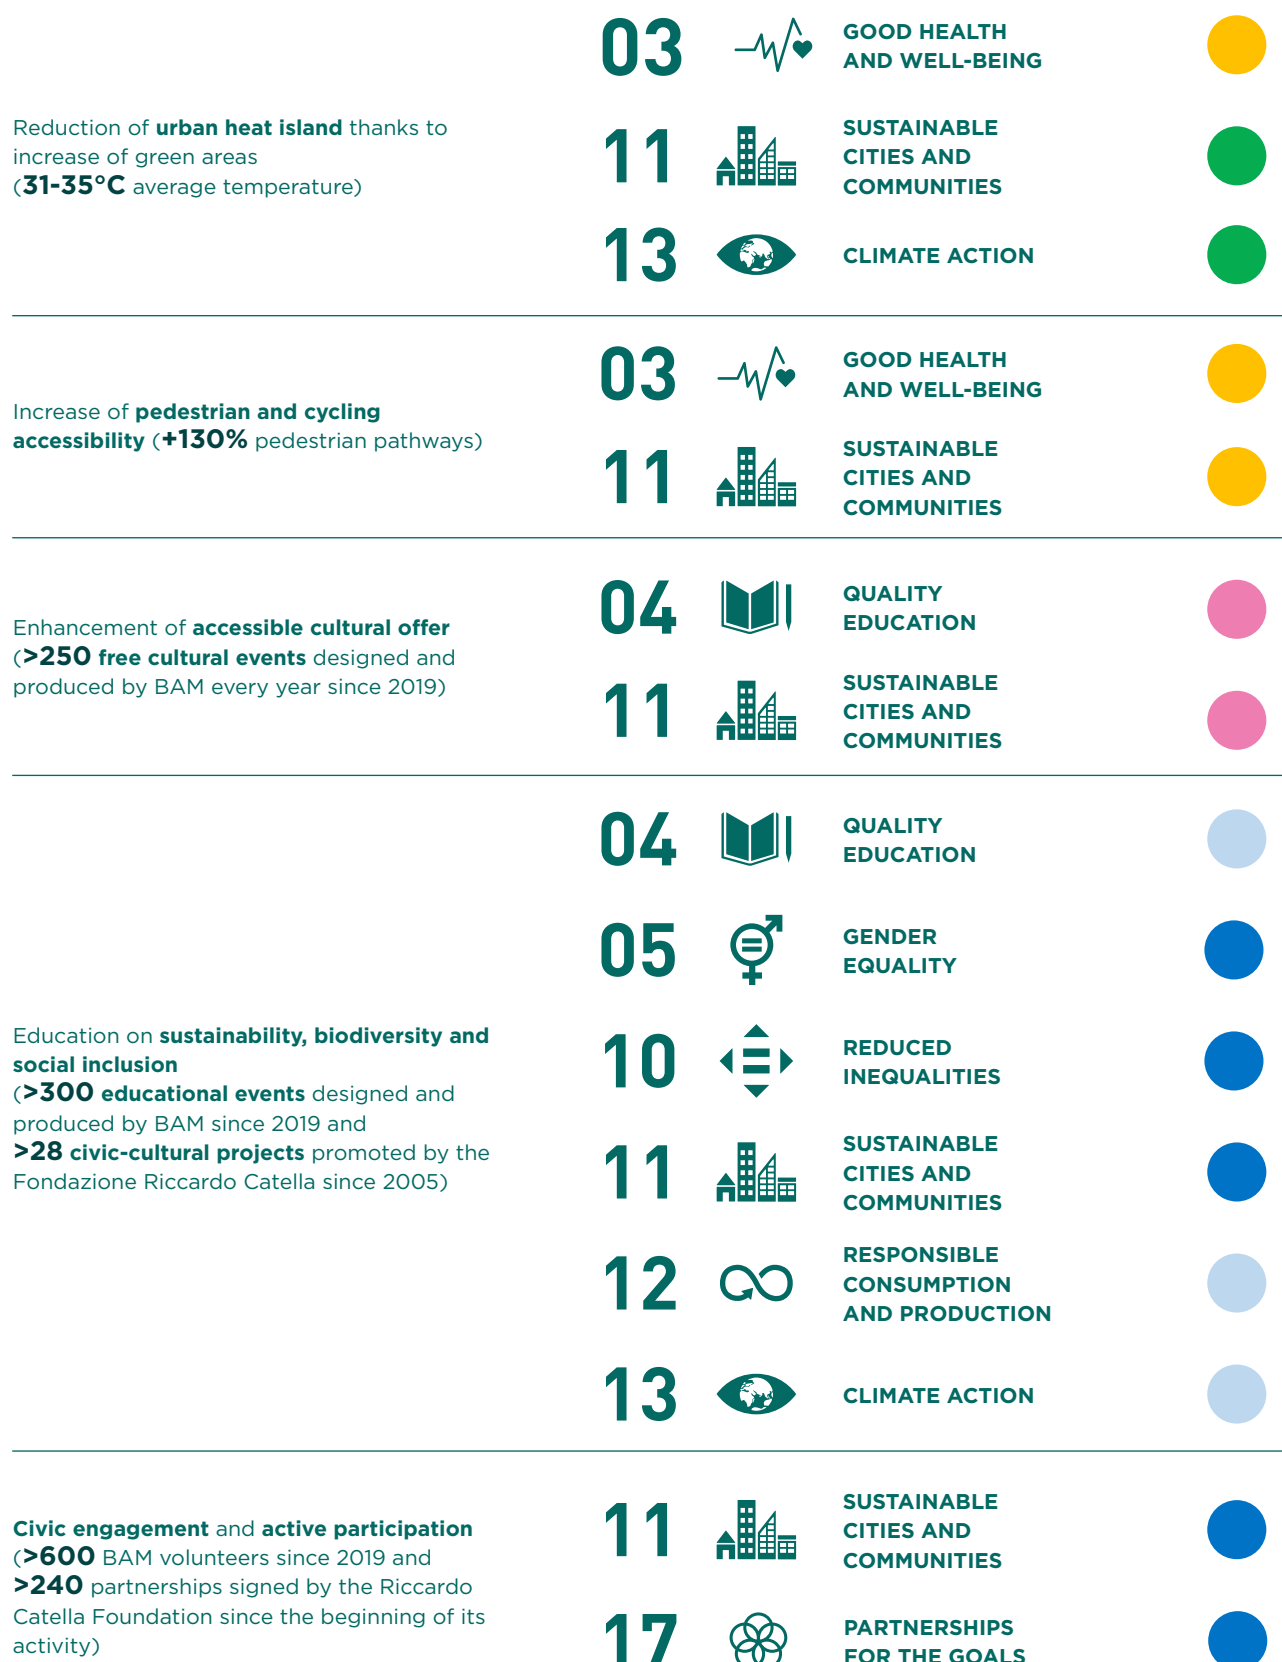 03
GOOD HEALTH
AND WELL-BEING
Reduction of urban heat island thanks to
increase of green areas
(31-35°C average temperature)
11
SUSTAINABLE
CITIES AND
COMMUNITIES
13
CLIMATE ACTION
03
GOOD HEALTH
AND WELL-BEING
Increase of pedestrian and cycling
accessibility (+130% pedestrian pathways)
11
SUSTAINABLE
CITIES AND
COMMUNITIES
04
QUALITY
EDUCATION
Enhancement of accessible cultural offer
(>250 free cultural events designed and
produced by BAM every year since 2019)
11
SUSTAINABLE
CITIES AND
COMMUNITIES
04
QUALITY
EDUCATION
05
GENDER
EQUALITY
Education on sustainability, biodiversity and
social inclusion
(>300 educational events designed and
produced by BAM since 2019 and
>28 civic-cultural projects promoted by the
Fondazione Riccardo Catella since 2005)
10
REDUCED
INEQUALITIES
11
SUSTAINABLE
CITIES AND
COMMUNITIES
12
RESPONSIBLE
CONSUMPTION
AND PRODUCTION
13
CLIMATE ACTION
Civic engagement and active participation
(>600 BAM volunteers since 2019 and
>240 partnerships signed by the Riccardo
Catella Foundation since the beginning of its
activity)
11
SUSTAINABLE
CITIES AND
COMMUNITIES
17
PARTNERSHIPS
FOR THE GOALS